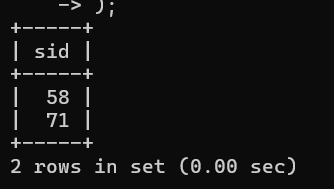 -> );
+-----+
| sid |
+-----+
|  58 |
|  71 |
+-----+
2 rows in set (0.00 sec)